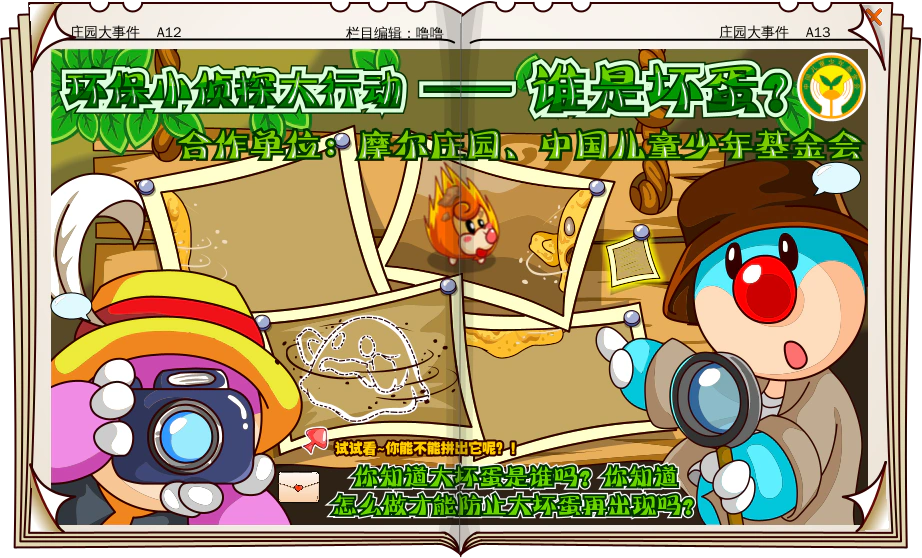 庄园大事件 A12
栏目编辑：噜噜
庄园大事件 A13
环保小侦探大行动 —— 谁是坏蛋？
合作单位：摩尔庄园、中国儿童少年基金会
试试看~你能不能拼出它呢？！
你知道大坏蛋是谁吗？你知道
怎么做才能防止大坏蛋再出现吗？